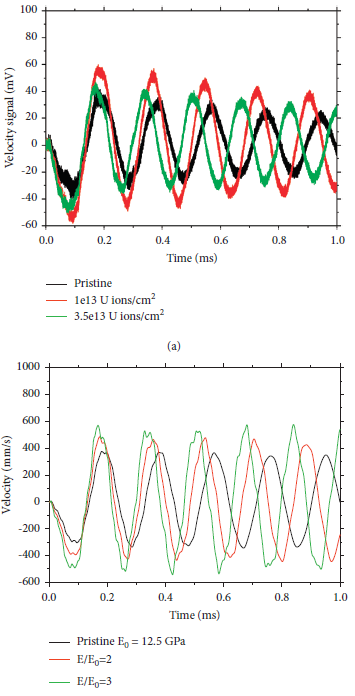 100
80
60
40
20
0
-20
-40
-60
Velocity signal (mV)
0.0 0.2 0.4 0.6 0.8 1.0
Time (ms)
Pristine
1e13 U ions/cm²
3.5e13 U ions/cm²
(a)
1000
800
600
400
200
0
-200
-400
-600
Velocity (mm/s)
0.0 0.2 0.4 0.6 0.8 1.0
Time (ms)
Pristine E₀ = 12.5 GPa
E/E₀=2
E/E₀=3